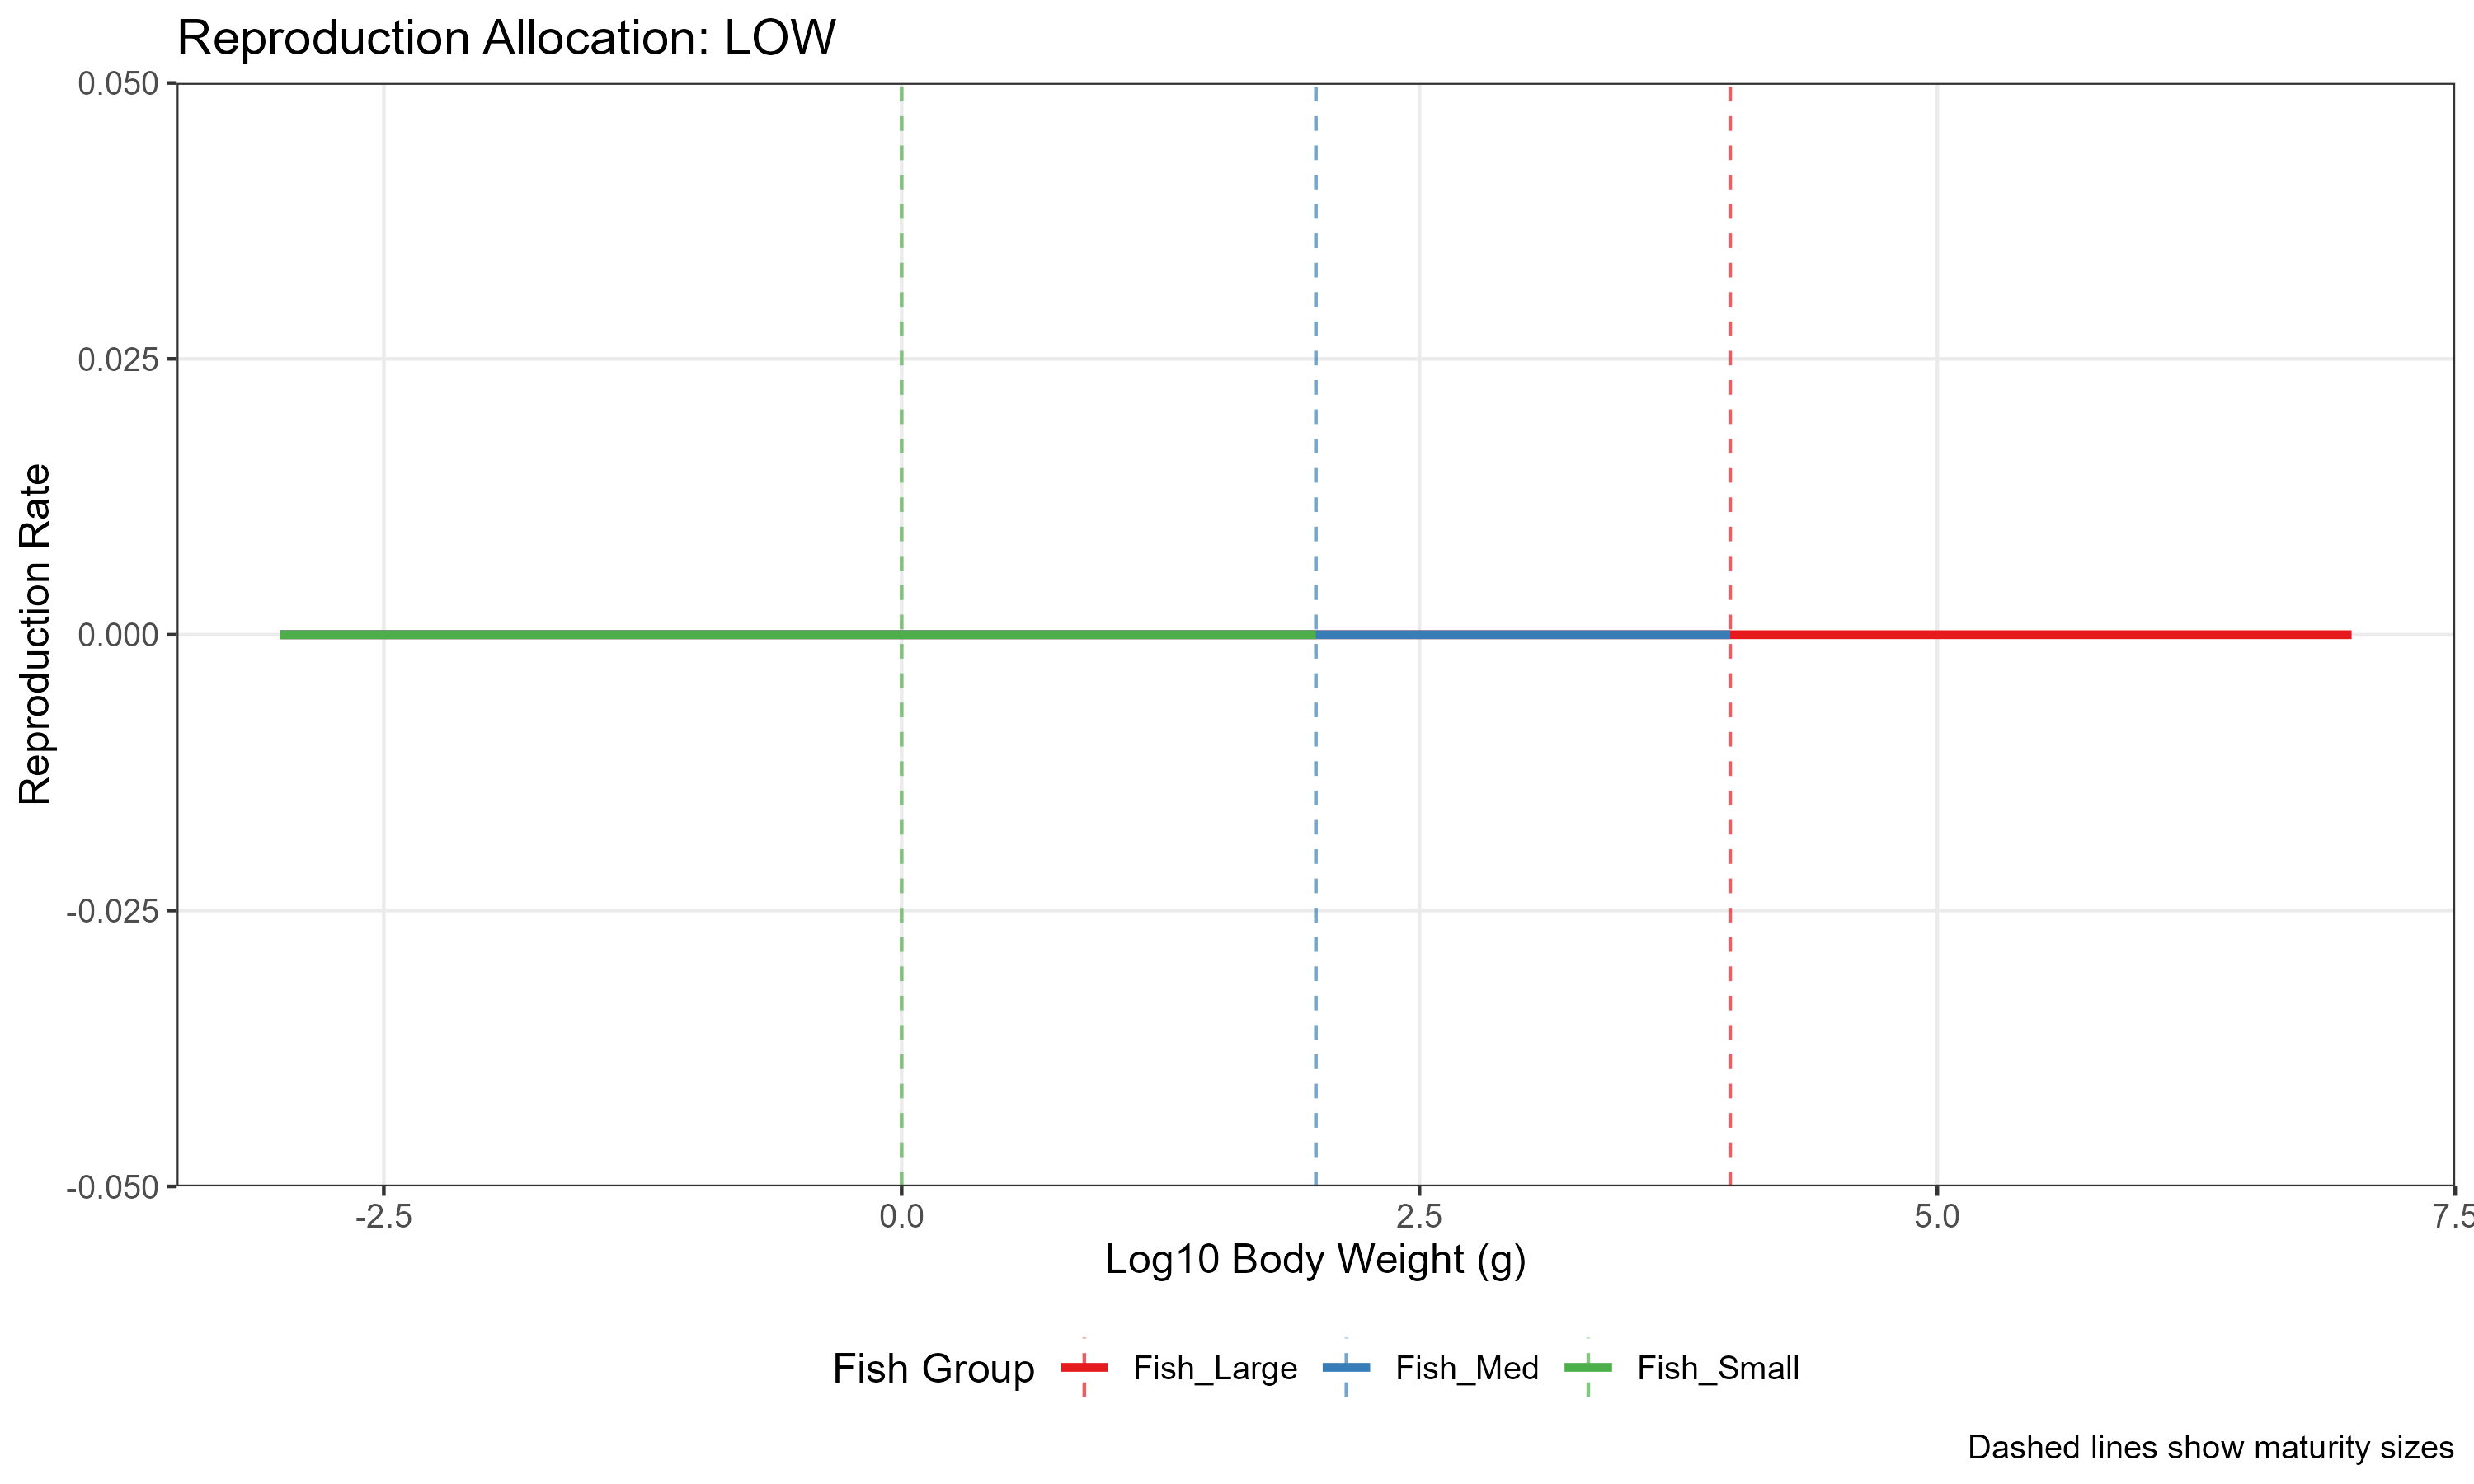 Reproduction Allocation: LOW
0.050
0.025
0.000
-0.025
-0.050
Reproduction Rate
-2.5
0.0
2.5
5.0
7.5
Log10 Body Weight (g)
Fish Group
Fish_Large
Fish_Med
Fish_Small
Dashed lines show maturity sizes